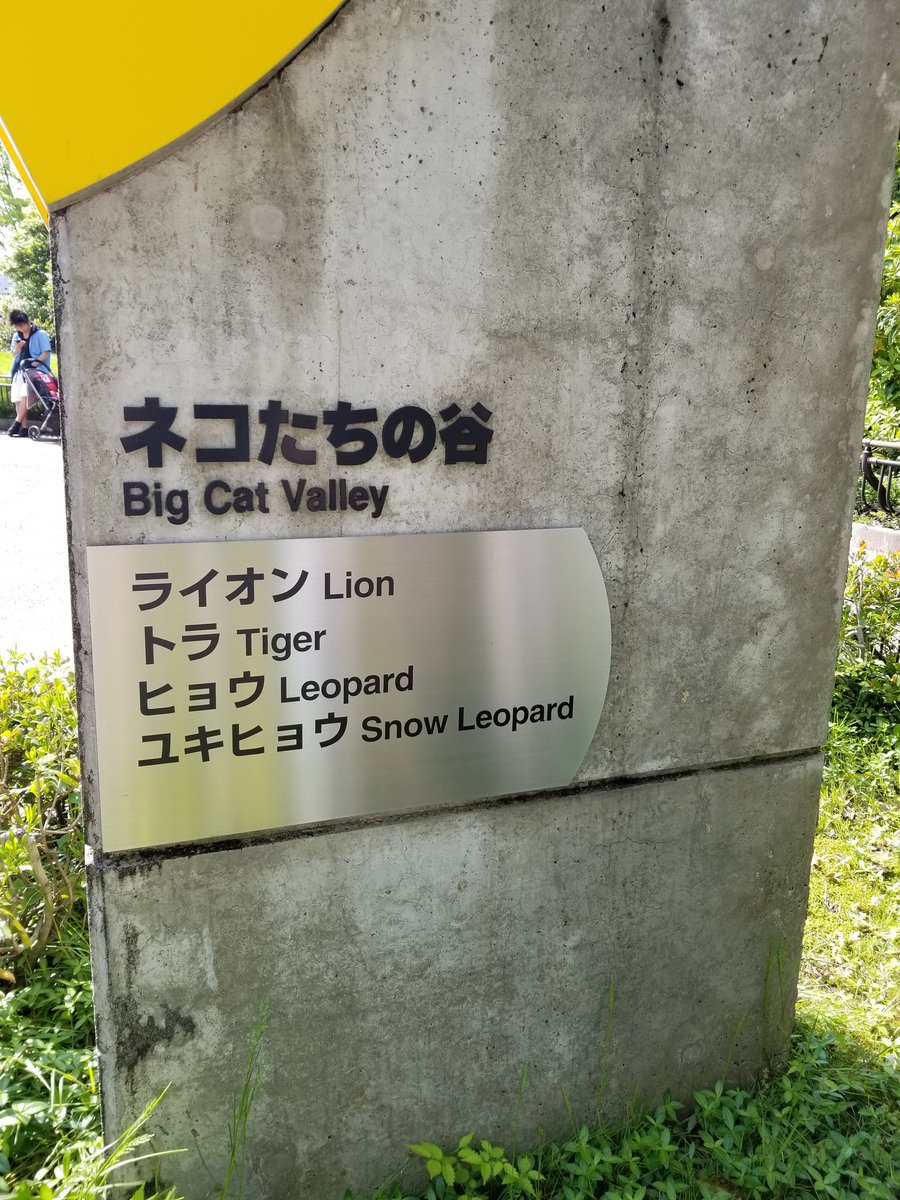 ネコたちの谷
Big Cat Valley
ライオン Lion
トラ Tiger
ヒョウ Leopard
ユキヒョウ Snow Leopard